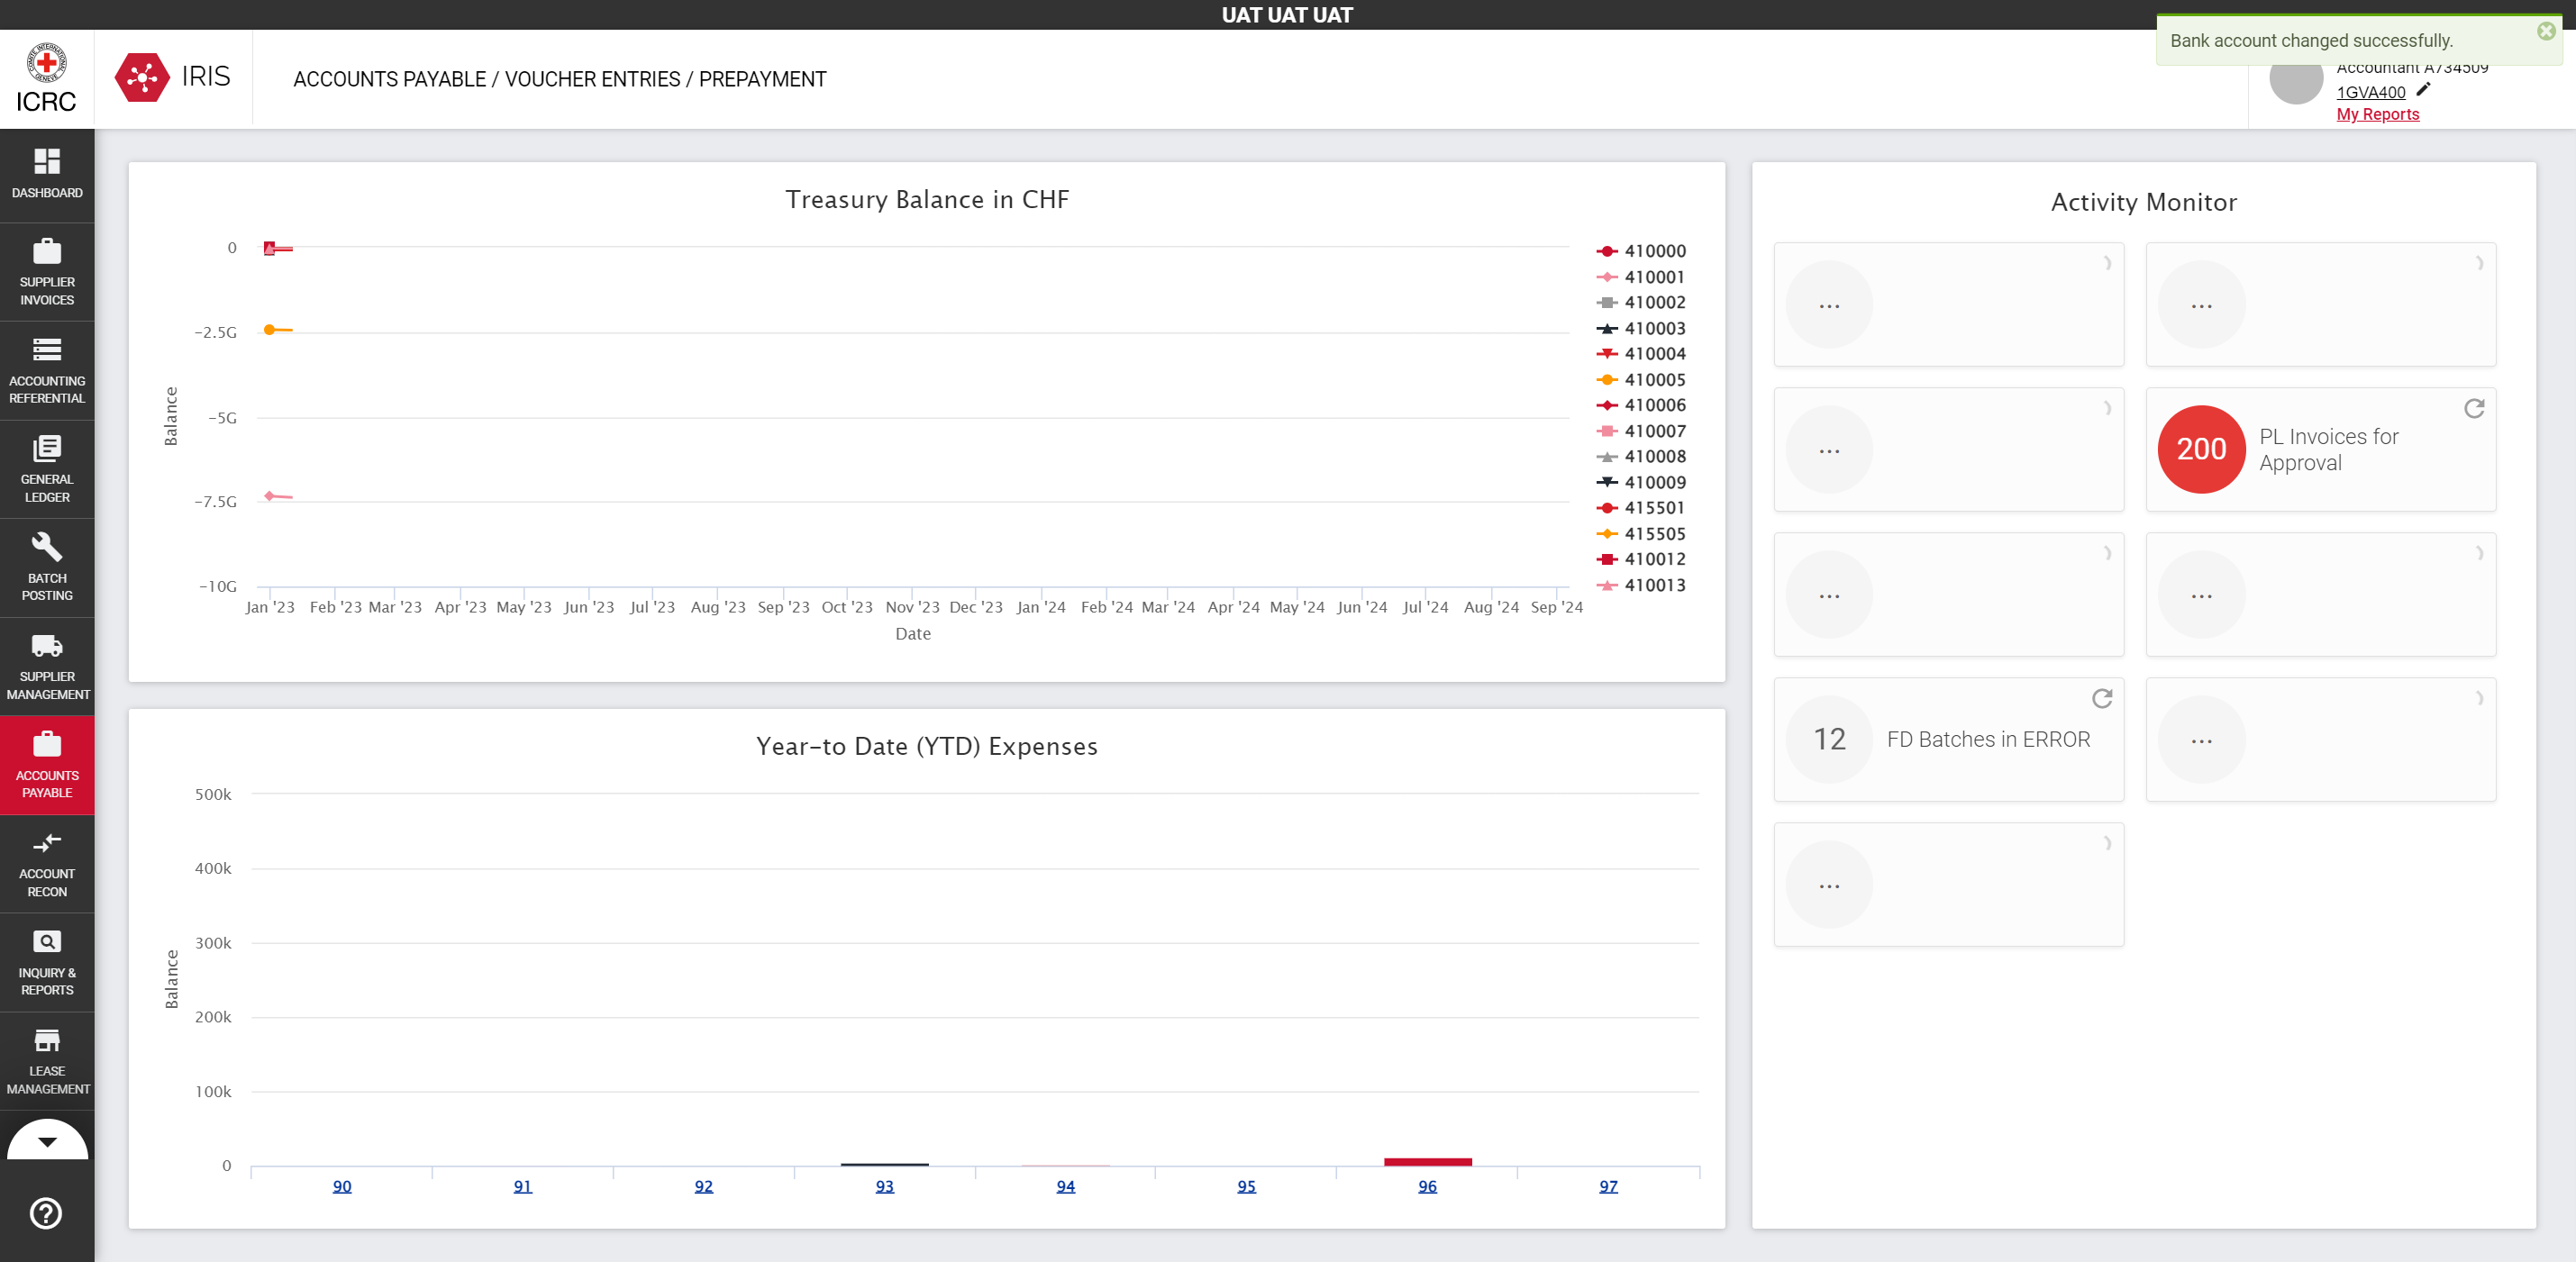 UAT UAT UAT
Bank account changed successfully.
ICRC
IRIS
ACCOUNTS PAYABLE / VOUCHER ENTRIES / PREPAYMENT
Accountant A734509
1GVA400
My Reports
DASHBOARD
SUPPLIER
INVOICES
ACCOUNTING
REFERENTIAL
GENERAL
LEDGER
BATCH
POSTING
SUPPLIER
MANAGEMENT
ACCOUNTS
PAYABLE
ACCOUNT
RECON
INQUIRY &
REPORTS
LEASE
MANAGEMENT
Treasury Balance in CHF
0
-2.5G
-5G
-7.5G
-10G
Balance
Jan '23 Feb '23 Mar '23 Apr '23 May '23 Jun '23 Jul '23 Aug '23 Sep '23 Oct '23 Nov '23 Dec '23 Jan '24 Feb '24 Mar '24 Apr '24 May '24 Jun '24 Jul '24 Aug '24 Sep '24
Date
410000
410001
410002
410003
410004
410005
410006
410007
410008
410009
415501
415505
410012
410013
Year-to Date (YTD) Expenses
500k
400k
300k
200k
100k
0
Balance
90 91 92 93 94 95 96 97
Activity Monitor
... ...
...
200 PL Invoices for
Approval
... ...
12 FD Batches in ERROR
...
...